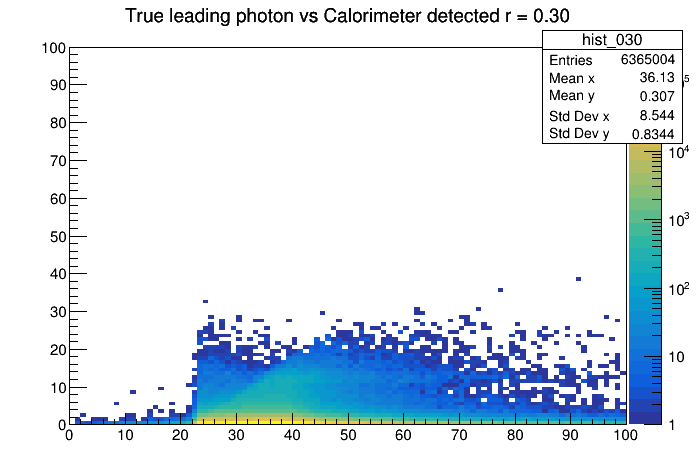 True leading photon vs Calorimeter detected r = 0.30
hist_030
Entries 6365004
Mean x 36.13
Mean y 0.307
Std Dev x 8.544
Std Dev y 0.8344
100
90
80
70
60
50
40
30
20
10
0
0 10 20 30 40 50 60 70 80 90 100
5
10⁴
10³
10²
10
1